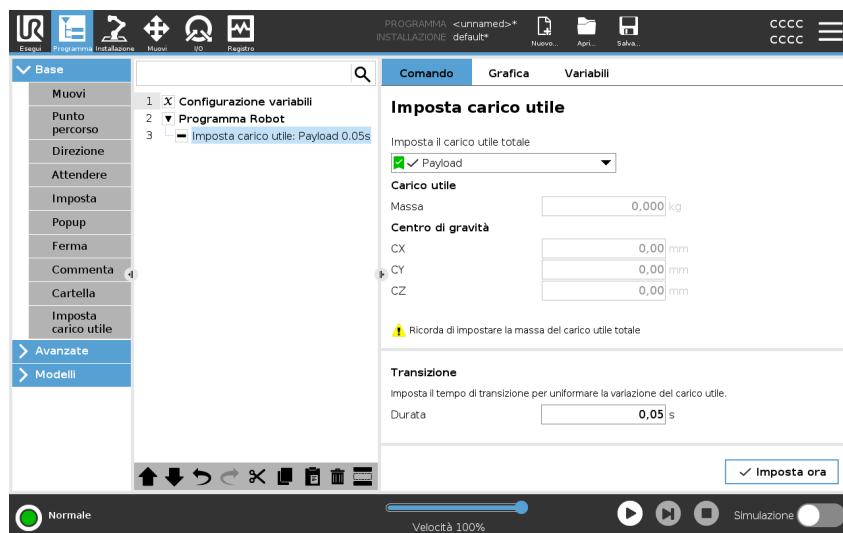 UR
Esegui
Programma
Installazione
Muovi
I/O
Registro
PROGRAMMA <unnamed>*
INSTALLAZIONE default*
Nuovo...
Apri...
Salva...
cccc
cccc
Base
Muovi
Punto
percorso
Direzione
Attendere
Imposta
Popup
Ferma
Commenta
Cartella
Imposta
carico utile
Avanzate
Modelli
1 X Configurazione variabili
2 Programma Robot
3 Imposta carico utile: Payload 0.05s
Comando Grafica Variabili
Imposta carico utile
Imposta il carico utile totale
Payload
Carico utile
Massa 0,000 kg
Centro di gravità
CX 0,00 mm
CY 0,00 mm
CZ 0,00 mm
Ricorda di impostare la massa del carico utile totale
Transizione
Imposta il tempo di transizione per uniformare la variazione del carico utile.
Durata 0,05 s
Imposta ora
Normale
Velocità 100%
Simulazione